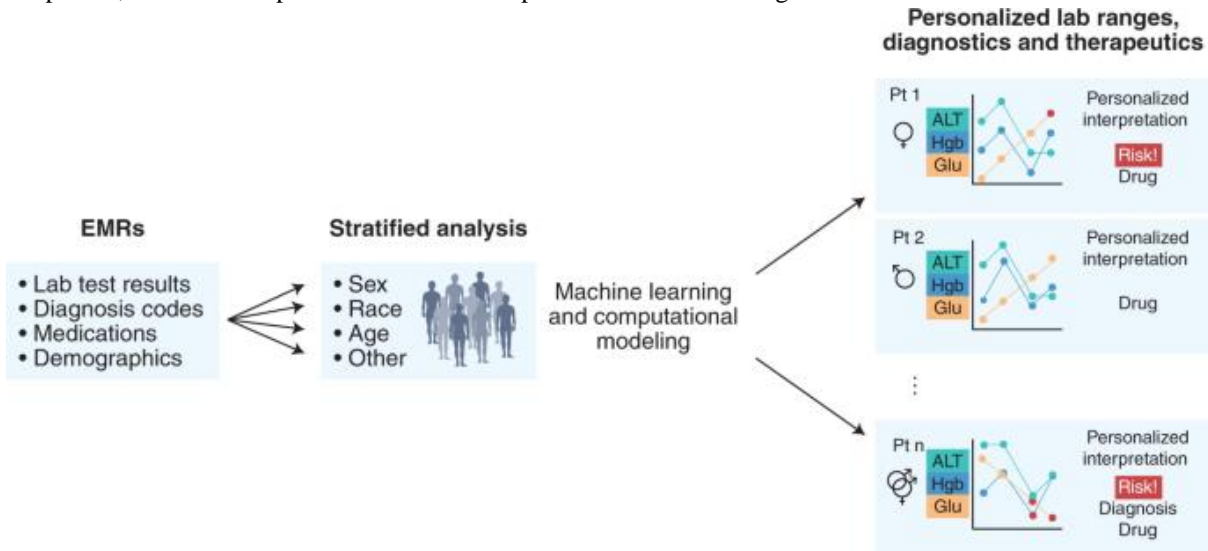 Personalized lab ranges,
diagnostics and therapeutics
EMRs
• Lab test results
• Diagnosis codes
• Medications
• Demographics
Stratified analysis
• Sex
• Race
• Age
• Other
Machine learning
and computational
modeling
Pt 1
ALT
Hgb
Glu
Personalized
interpretation
Risk!
Drug
Pt 2
ALT
Hgb
Glu
Personalized
interpretation
Drug
Pt n
ALT
Hgb
Glu
Personalized
interpretation
Risk!
Diagnosis
Drug